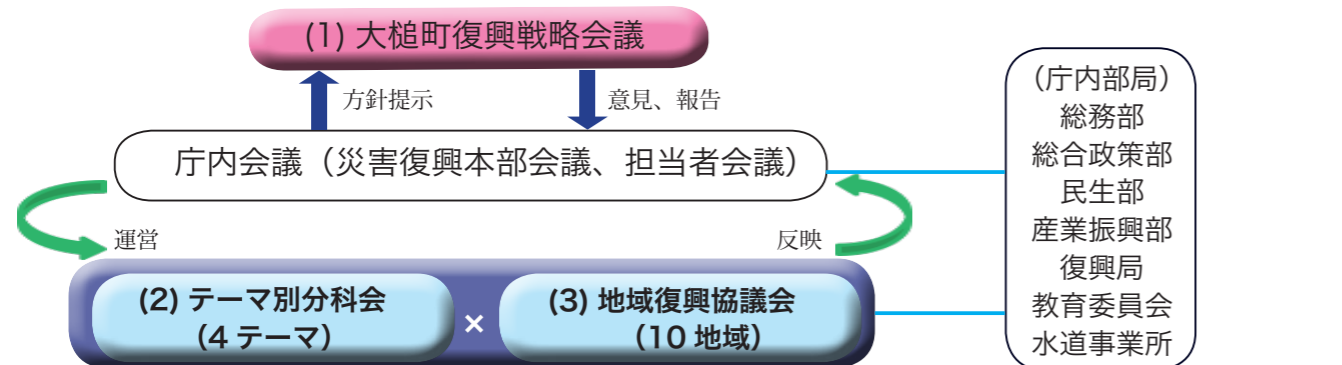 (1) 大槌町復興戦略会議
方針提示
意見、報告
庁内会議（災害復興本部会議、担当者会議）
運営
反映
(2) テーマ別分科会
（4 テーマ）
×
(3) 地域復興協議会
（10 地域）
（庁内部局）
総務部
総合政策部
民生部
産業振興部
復興局
教育委員会
水道事業所